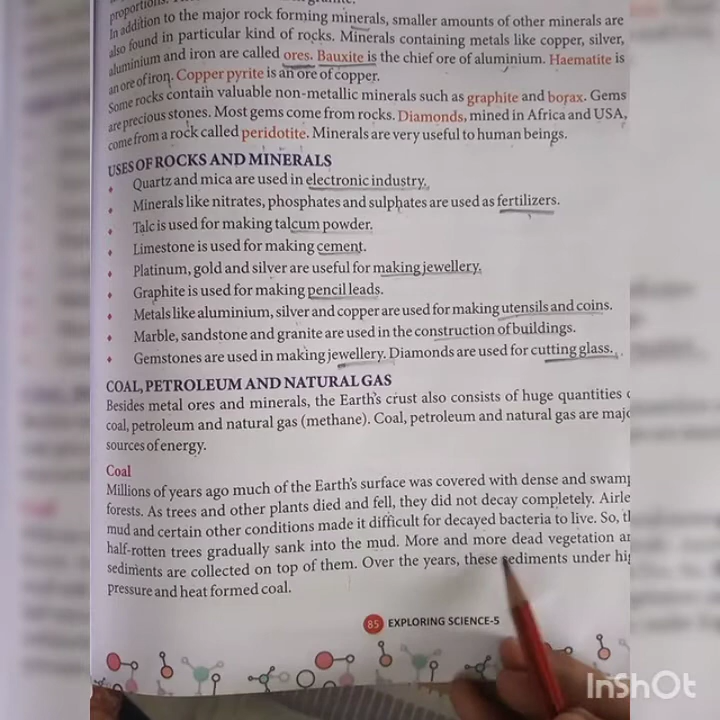 proportions.
In addition to the major rock forming minerals, smaller amounts of other minerals are
also found in particular kind of rocks. Minerals containing metals like copper, silver,
aluminium and iron are called ores. Bauxite is the chief ore of aluminium. Haematite is
an ore of iron. Copper pyrite is an ore of copper.
Some rocks contain valuable non-metallic minerals such as graphite and borax. Gems
are precious stones. Most gems come from rocks. Diamonds, mined in Africa and USA,
come from a rock called peridotite. Minerals are very useful to human beings.
USES OF ROCKS AND MINERALS
• Quartz and mica are used in electronic industry.
• Minerals like nitrates, phosphates and sulphates are used as fertilizers.
• Talc is used for making talcum powder.
• Limestone is used for making cement.
• Platinum, gold and silver are useful for making jewellery.
• Graphite is used for making pencil leads.
• Metals like aluminium, silver and copper are used for making utensils and coins.
• Marble, sandstone and granite are used in the construction of buildings.
• Gemstones are used in making jewellery. Diamonds are used for cutting glass.
COAL, PETROLEUM AND NATURAL GAS
Besides metal ores and minerals, the Earth's crust also consists of huge quantities
coal, petroleum and natural gas (methane). Coal, petroleum and natural gas are majo
sources of energy.
Coal
Millions of years ago much of the Earth's surface was covered with dense and swamp
forests. As trees and other plants died and fell, they did not decay completely. Airle
mud and certain other conditions made it difficult for decayed bacteria to live. So, th
half-rotten trees gradually sank into the mud. More and more dead vegetation an
sediments are collected on top of them. Over the years, these sediments under hig
pressure and heat formed coal.
85 EXPLORING SCIENCE-5
InShOt